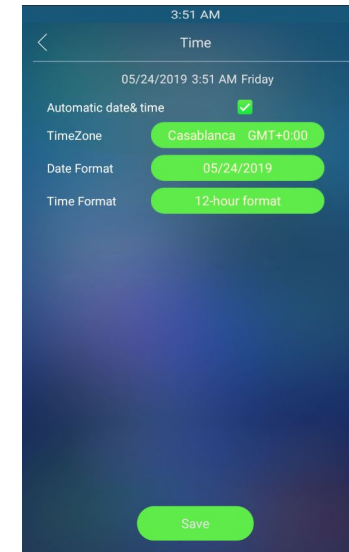 3:51 AM
Time
05/24/2019 3:51 AM Friday
Automatic date& time
TimeZone Casablanca GMT+0:00
Date Format 05/24/2019
Time Format 12-hour format
Save